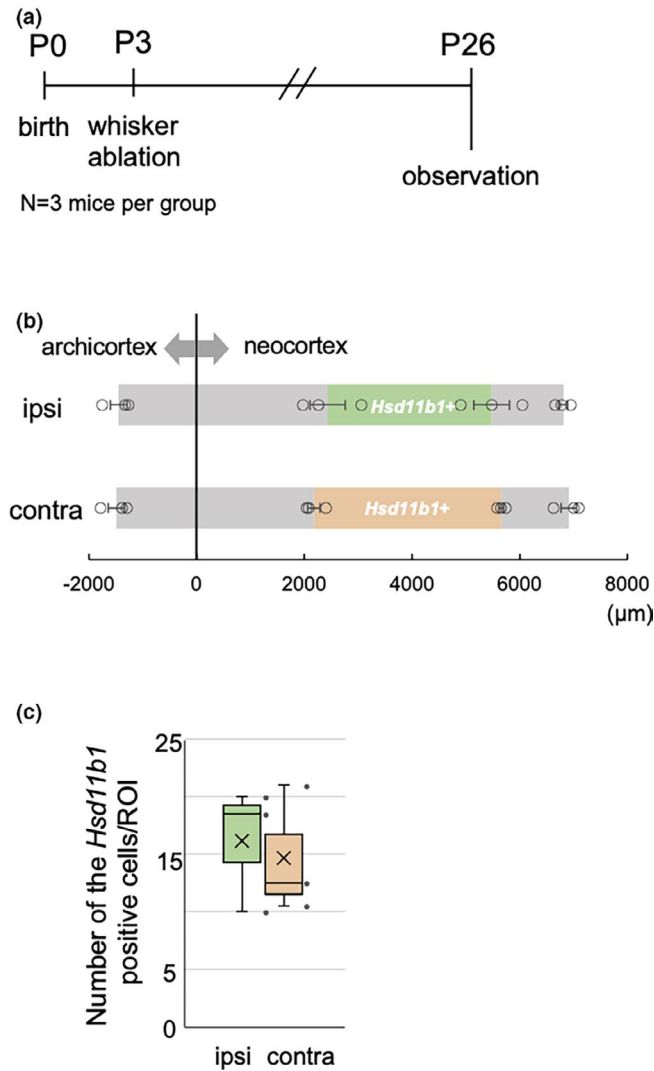 (a)
P0 P3 P26
birth whisker
ablation
observation
N=3 mice per group
(b)
archicortex neocortex
ipsi Hsd11b1+
contra Hsd11b1+
-2000 0 2000 4000 6000 8000
(μm)
(c)
Number of the Hsd11b1
positive cells/ROI
25
15
5
0
ipsi contra